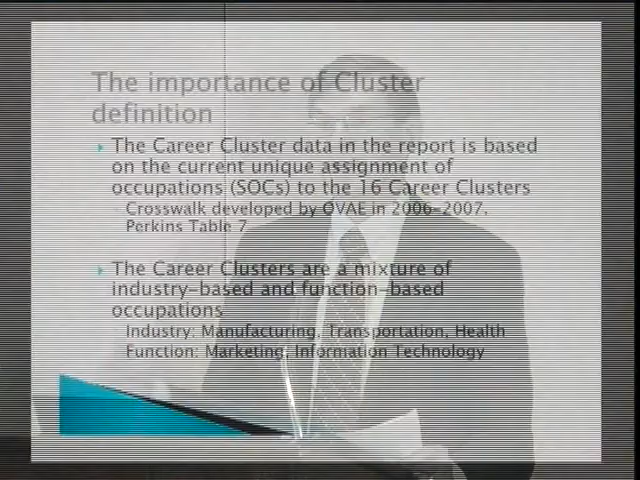 The importance of Cluster
definition
The Career Cluster data in the report is based
on the current unique assignment of
occupations (SOCs) to the 16 Career Clusters
Crosswalk developed by OVAE in 2006-2007,
Perkins Table 7
The Career Clusters are a mixture of
industry-based and function-based
occupations
Industry: Manufacturing, Transportation, Health
Function: Marketing, Information Technology